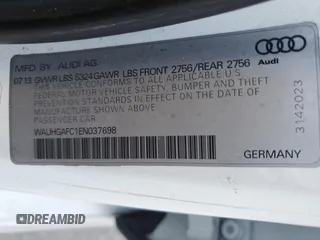 MFD. BY AUDI AG
07 13 GVWR LBS 5324 GAWR LBS FRONT 2756/REAR 2756
THIS VEHICLE CONFORMS TO ALL APPLICABLE
FEDERAL MOTOR VEHICLE SAFETY, BUMPER AND THEFT
PREVENTION STANDARDS IN EFFECT ON THE DATE OF
MANUFACTURE SHOWN ABOVE.
PASSENGER CAR
WAUHGAFC1EN037698
Audi
3142023
GERMANY
DREAMBID